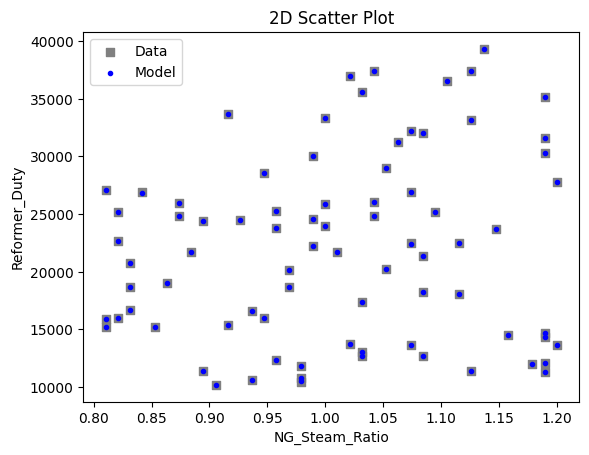 2D Scatter Plot
Data
Model
40000
35000
30000
25000
20000
15000
10000
Reformer_Duty
0.80 0.85 0.90 0.95 1.00 1.05 1.10 1.15 1.20
NG_Steam_Ratio